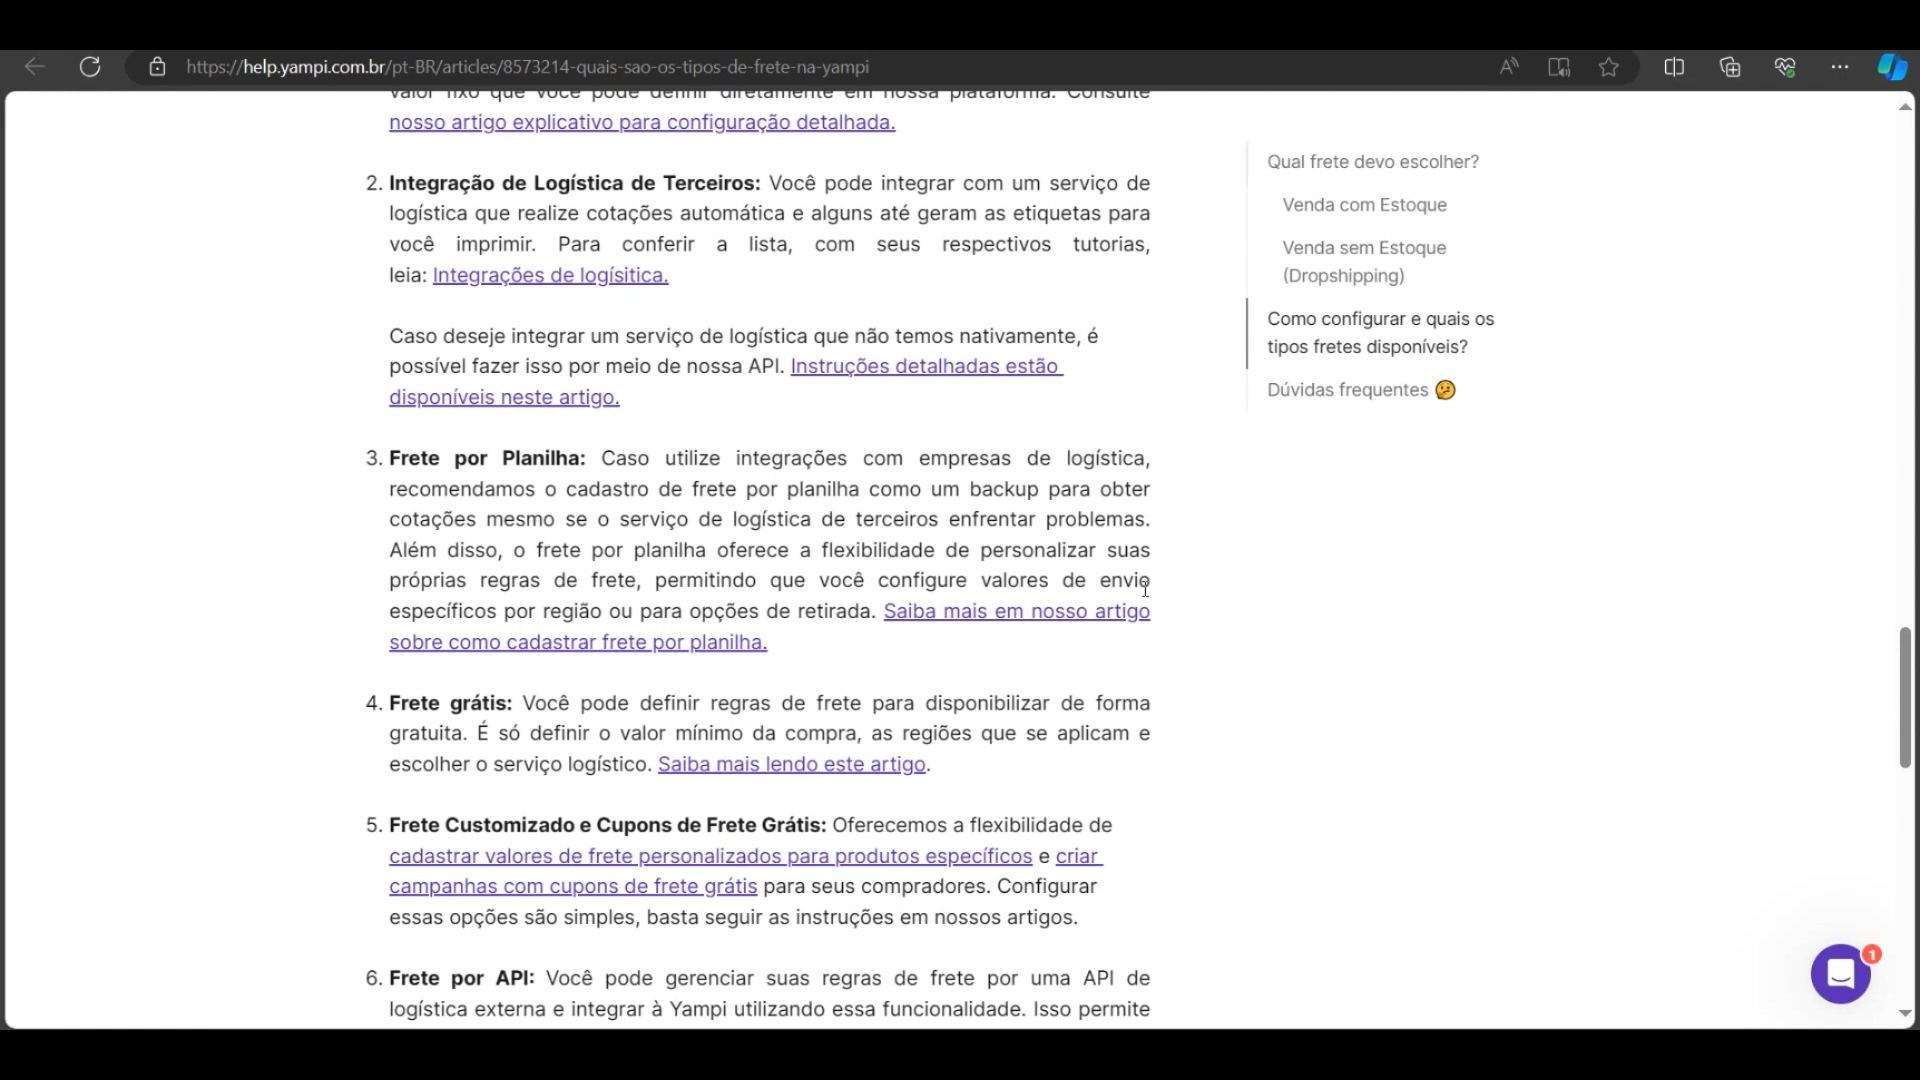 https://help.yampi.com.br/pt-BR/articles/8573214-quais-sao-os-tipos-de-frete-na-yampi
valor fixo que você pode definir diretamente em nossa plataforma. Consulte
nosso artigo explicativo para configuração detalhada.
2. Integração de Logística de Terceiros: Você pode integrar com um serviço de
logística que realize cotações automática e alguns até geram as etiquetas para
você imprimir. Para conferir a lista, com seus respectivos tutorias,
leia: Integrações de logísitica.
Caso deseje integrar um serviço de logística que não temos nativamente, é
possível fazer isso por meio de nossa API. Instruções detalhadas estão
disponíveis neste artigo.
3. Frete por Planilha: Caso utilize integrações com empresas de logística,
recomendamos o cadastro de frete por planilha como um backup para obter
cotações mesmo se o serviço de logística de terceiros enfrentar problemas.
Além disso, o frete por planilha oferece a flexibilidade de personalizar suas
próprias regras de frete, permitindo que você configure valores de envio
específicos por região ou para opções de retirada. Saiba mais em nosso artigo
sobre como cadastrar frete por planilha.
4. Frete grátis: Você pode definir regras de frete para disponibilizar de forma
gratuita. É só definir o valor mínimo da compra, as regiões que se aplicam e
escolher o serviço logístico. Saiba mais lendo este artigo.
5. Frete Customizado e Cupons de Frete Grátis: Oferecemos a flexibilidade de
cadastrar valores de frete personalizados para produtos específicos e criar
campanhas com cupons de frete grátis para seus compradores. Configurar
essas opções são simples, basta seguir as instruções em nossos artigos.
6. Frete por API: Você pode gerenciar suas regras de frete por uma API de
logística externa e integrar à Yampi utilizando essa funcionalidade. Isso permite
Qual frete devo escolher?
Venda com Estoque
Venda sem Estoque
(Dropshipping)
Como configurar e quais os
tipos fretes disponíveis?
Dúvidas frequentes 🤔
1